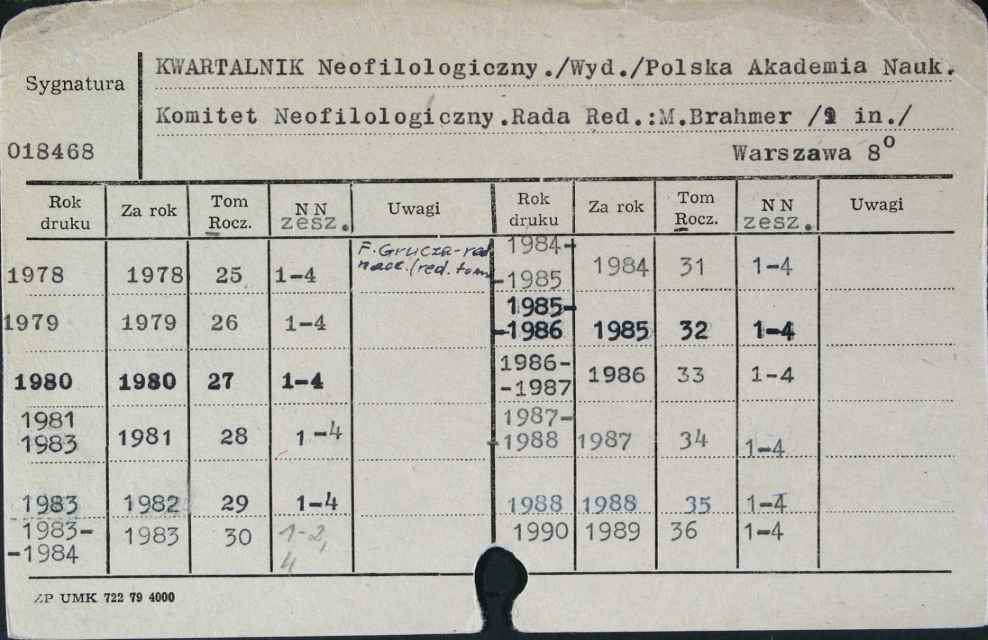 Sygnatura
018468
KWARTALNIK Neofilologiczny./Wyd./Polska Akademia Nauk.
Komitet Neofilologiczny.Rada Red.:M.Brahmer / in./
Warszawa 8º
Rok druku Za rok Tom Rocz. NN zesz. Uwagi Rok druku Za rok Tom Rocz. NN zesz. Uwagi
1978 1978 25 1-4 F. Grucza-red. nacz. /red. tomu 1984--1985 1984 31 1-4
1979 1979 26 1-4 1985--1986 1985 32 1-4
1980 1980 27 1-4 1986--1987 1986 33 1-4
1981 1983 1981 28 1-4 1987--1988 1987 34 1-4
1983 1982 29 1-4 1988 1988 35 1-4
1983--1984 1983 30 1-2, 4 1990 1989 36 1-4
ZP UMK 722 79 4000